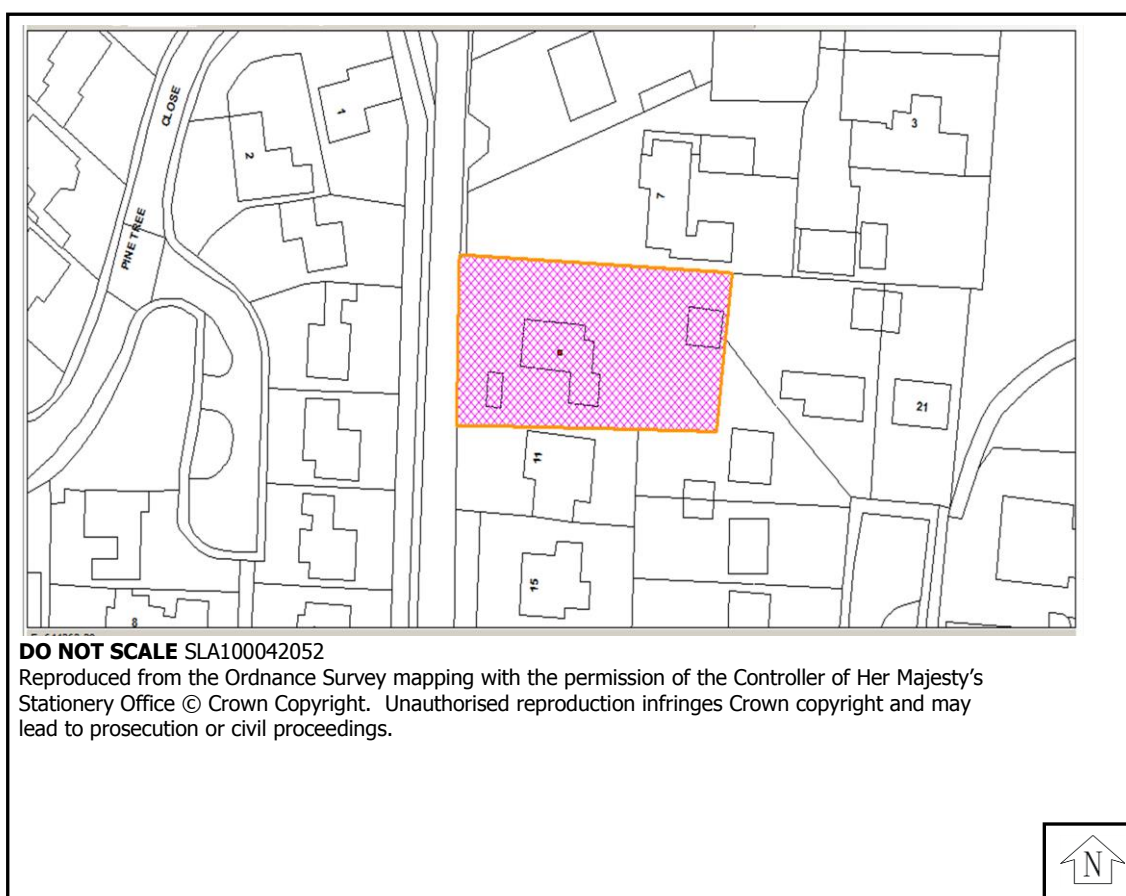 CLOSE
PINE TREE
1
2
3
7
11
15
21
8
DO NOT SCALE SLA100042052
Reproduced from the Ordnance Survey mapping with the permission of the Controller of Her Majesty’s
Stationery Office © Crown Copyright. Unauthorised reproduction infringes Crown copyright and may
lead to prosecution or civil proceedings.
N